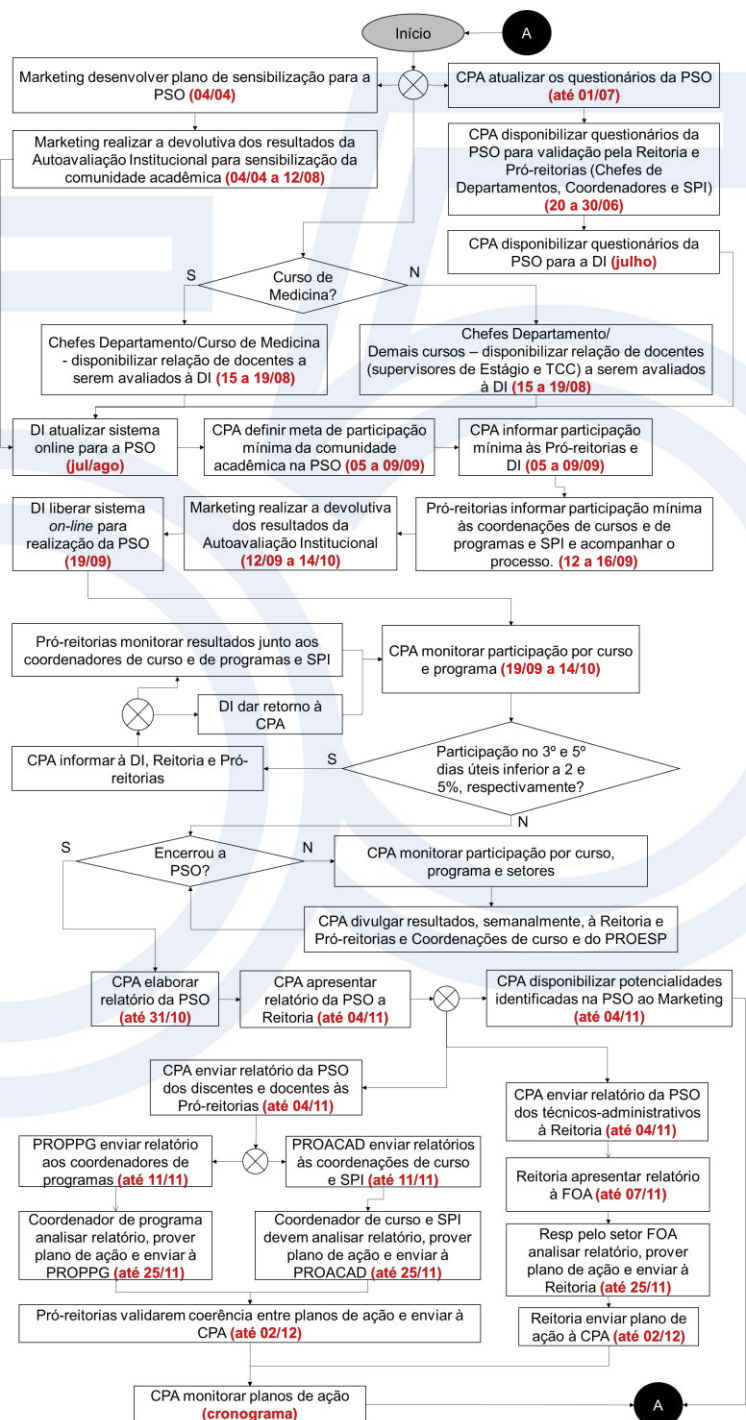 Início
A
Marketing desenvolver plano de sensibilização para a
PSO (04/04)
CPA atualizar os questionários da PSO
(até 01/07)
Marketing realizar a devolutiva dos resultados da
Autoavaliação Institucional para sensibilização da
comunidade acadêmica (04/04 a 12/08)
CPA disponibilizar questionários da
PSO para validação pela Reitoria e
Pró-reitorias (Chefes de
Departamentos, Coordenadores e SPI)
(20 a 30/06)
CPA disponibilizar questionários da
PSO para a DI (julho)
S
Curso de
Medicina?
N
Chefes Departamento/Curso de Medicina
- disponibilizar relação de docentes a
serem avaliados à DI (15 a 19/08)
Chefes Departamento/
Demais cursos – disponibilizar relação de docentes
(supervisores de Estágio e TCC) a serem avaliados
à DI (15 a 19/08)
DI atualizar sistema
online para a PSO
(jul/ago)
CPA definir meta de participação
mínima da comunidade
acadêmica na PSO (05 a 09/09)
CPA informar participação
mínima às Pró-reitorias e
DI (05 a 09/09)
DI liberar sistema
on-line para
realização da PSO
(19/09)
Marketing realizar a devolutiva
dos resultados da
Autoavaliação Institucional
(12/09 a 14/10)
Pró-reitorias informar participação mínima
às coordenações de cursos e de
programas e SPI e acompanhar o
processo. (12 a 16/09)
Pró-reitorias monitorar resultados junto aos
coordenadores de curso e de programas e SPI
CPA monitorar participação por curso
e programa (19/09 a 14/10)
DI dar retorno à
CPA
CPA informar à DI, Reitoria e Pró-
reitorias
S
Participação no 3º e 5º
dias úteis inferior a 2 e
5%, respectivamente?
N
S
Encerrou a
PSO?
N
CPA monitorar participação por curso,
programa e setores
CPA divulgar resultados, semanalmente, à Reitoria e
Pró-reitorias e Coordenações de curso e do PROESP
CPA elaborar
relatório da PSO
(até 31/10)
CPA apresentar
relatório da PSO a
Reitoria (até 04/11)
CPA disponibilizar potencialidades
identificadas na PSO ao Marketing
(até 04/11)
CPA enviar relatório da PSO
dos discentes e docentes às
Pró-reitorias (até 04/11)
CPA enviar relatório da PSO
dos técnicos-administrativos
à Reitoria (até 04/11)
PROPPG enviar relatório
aos coordenadores de
programas (até 11/11)
PROACAD enviar relatórios
às coordenações de curso
e SPI (até 11/11)
Reitoria apresentar relatório
à FOA (até 07/11)
Coordenador de programa
analisar relatório, prover
plano de ação e enviar à
PROPPG (até 25/11)
Coordenador de curso e SPI
devem analisar relatório, prover
plano de ação e enviar à
PROACAD (até 25/11)
Resp pelo setor FOA
analisar relatório, prover
plano de ação e enviar à
Reitoria (até 25/11)
Pró-reitorias validarem coerência entre planos de ação e enviar à
CPA (até 02/12)
Reitoria enviar plano de
ação à CPA (até 02/12)
CPA monitorar planos de ação
(cronograma)
A